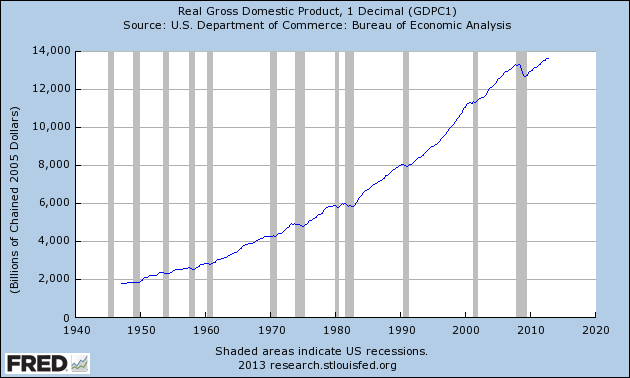 Real Gross Domestic Product, 1 Decimal (GDPC1)
Source: U.S. Department of Commerce: Bureau of Economic Analysis
(Billions of Chained 2005 Dollars)
14,000
12,000
10,000
8,000
6,000
4,000
2,000
0
1940 1950 1960 1970 1980 1990 2000 2010 2020
Shaded areas indicate US recessions.
2013 research.stlouisfed.org
FRED